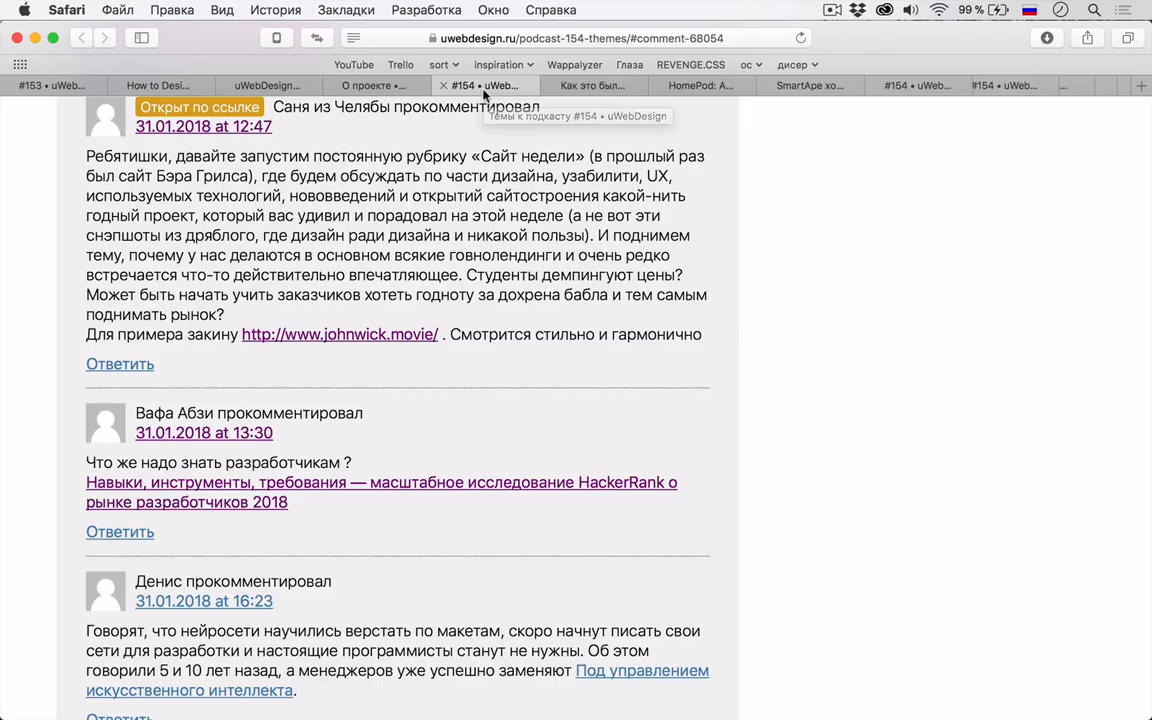 Safari Файл Правка Вид История Закладки Разработка Окно Справка 99 %
uwebdesign.ru/podcast-154-themes/#comment-68054
YouTube Trello sort inspiration Wappalyzer Глаза REVENGE.CSS ос дисер
#153 • uWeb... How to Desi... uWebDesign... О проекте •... #154 • uWeb... Как это был... HomePod: A... SmartApe хо... #154 • uWeb... #154 • uWeb... ...
Открыт по ссылке Саня из Челябы прокомментировал
Темы к подкасту #154 • uWebDesign
31.01.2018 at 12:47
Ребятишки, давайте запустим постоянную рубрику «Сайт недели» (в прошлый раз
был сайт Бэра Грилса), где будем обсуждать по части дизайна, узабилити, UX,
используемых технологий, нововведений и открытий сайтостроения какой-нить
годный проект, который вас удивил и порадовал на этой неделе (а не вот эти
снэпшоты из дряблого, где дизайн ради дизайна и никакой пользы). И поднимем
тему, почему у нас делаются в основном всякие говнолендинги и очень редко
встречается что-то действительно впечатляющее. Студенты демпингуют цены?
Может быть начать учить заказчиков хотеть годноту за дохрена бабла и тем самым
поднимать рынок?
Для примера закину http://www.johnwick.movie/ . Смотрится стильно и гармонично
Ответить
Вафа Абзи прокомментировал
31.01.2018 at 13:30
Что же надо знать разработчикам ?
Навыки, инструменты, требования — масштабное исследование HackerRank о
рынке разработчиков 2018
Ответить
Денис прокомментировал
31.01.2018 at 16:23
Говорят, что нейросети научились верстать по макетам, скоро начнут писать свои
сети для разработки и настоящие программисты станут не нужны. Об этом
говорили 5 и 10 лет назад, а менеджеров уже успешно заменяют Под управлением
искусственного интеллекта.
Ответить